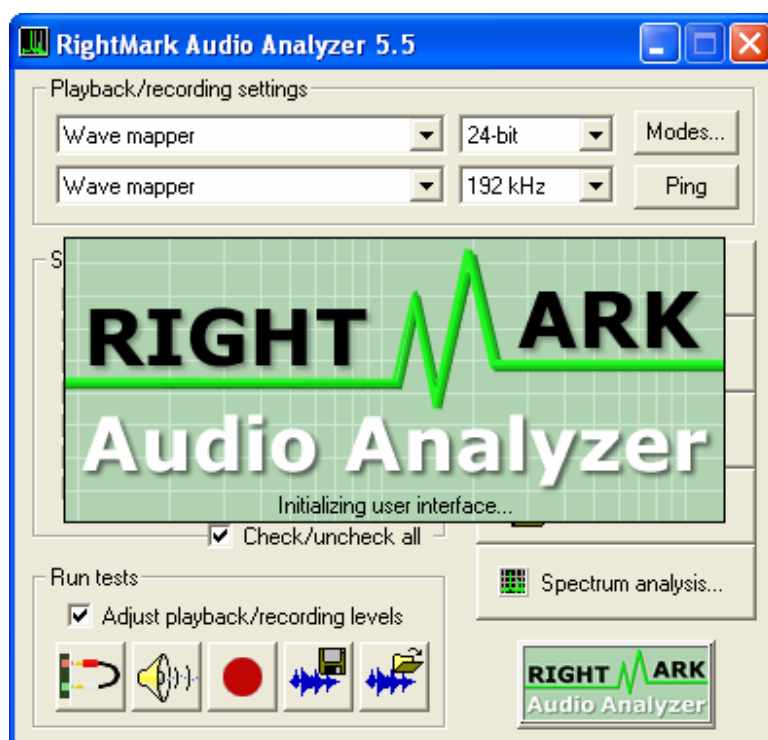 RightMark Audio Analyzer 5.5
Playback/recording settings
Wave mapper 24-bit Modes...
Wave mapper 192 kHz Ping
RIGHT ARK
Audio Analyzer
Initializing user interface...
Check/uncheck all
Run tests
Spectrum analysis...
Adjust playback/recording levels
RIGHT ARK
Audio Analyzer